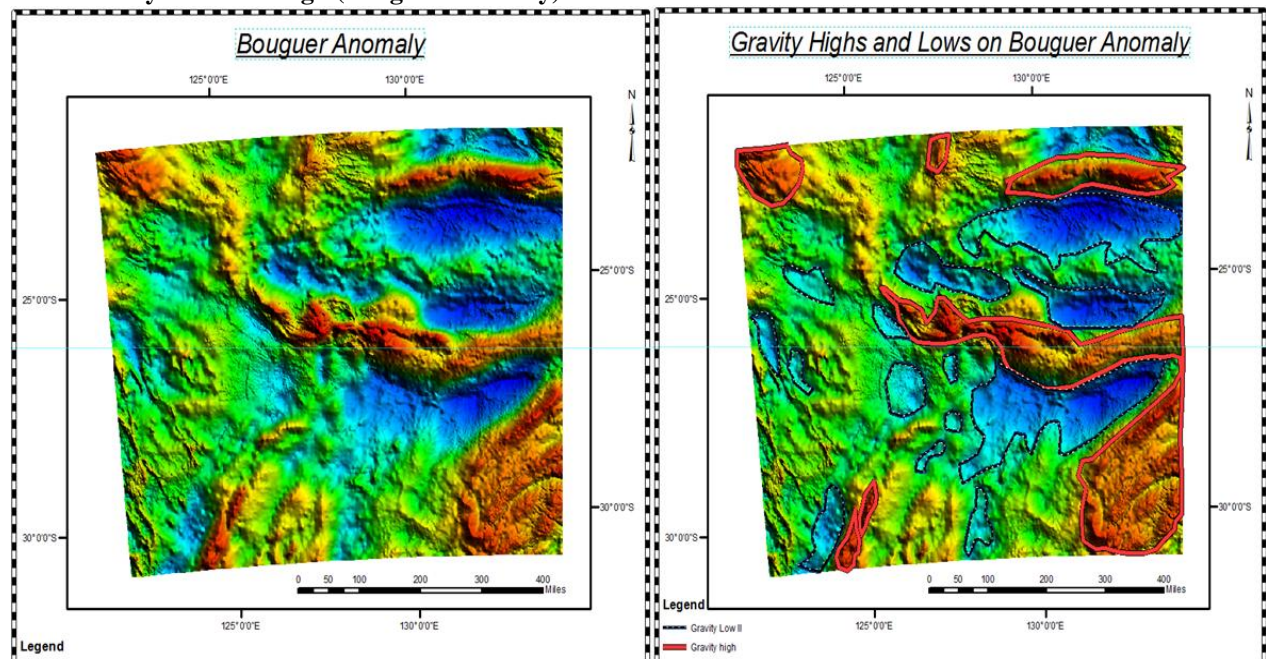 Bouguer Anomaly
125°0'0"E
130°0'0"E
N
25°0'0"S
25°0'0"S
30°0'0"S
30°0'0"S
0 50 100 200 300 400
Miles
125°0'0"E
130°0'0"E
Legend
Gravity Highs and Lows on Bouguer Anomaly
125°0'0"E
130°0'0"E
N
25°0'0"S
25°0'0"S
30°0'0"S
30°0'0"S
0 50 100 200 300 400
Miles
Legend
Gravity Low II
Gravity high
125°0'0"E
130°0'0"E